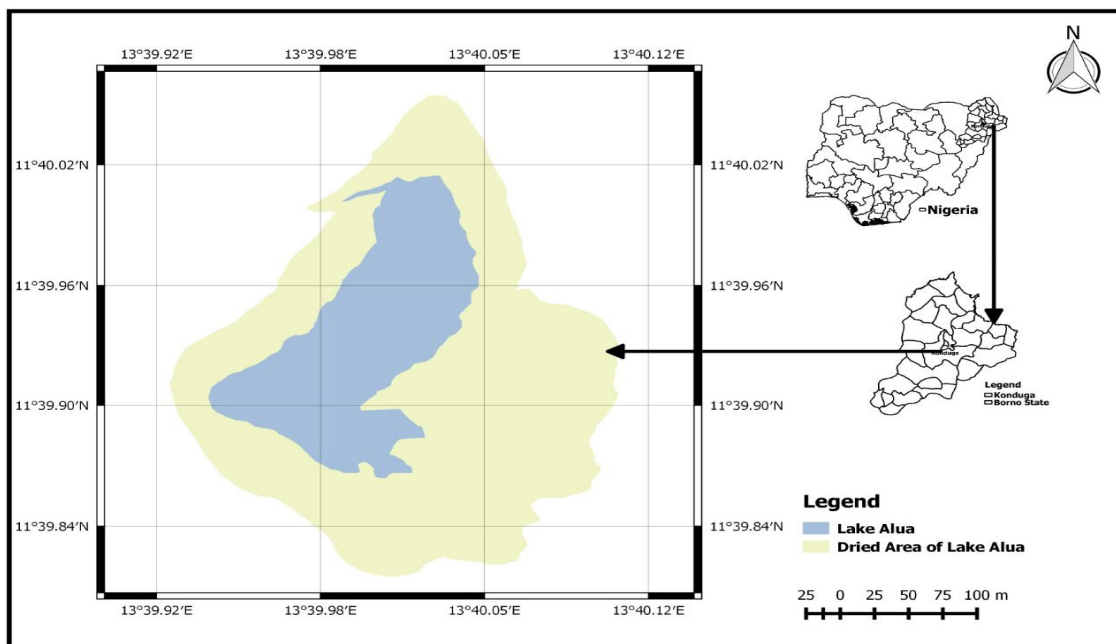 N
13°39.92′E 13°39.98′E 13°40.05′E 13°40.12′E
11°40.02′N 11°40.02′N
Nigeria
11°39.96′N 11°39.96′N
Konduga
11°39.90′N 11°39.90′N
Legend
Konduga
Borno State
11°39.84′N 11°39.84′N
Legend
Lake Alua
Dried Area of Lake Alua
13°39.92′E 13°39.98′E 13°40.05′E 13°40.12′E
25 0 25 50 75 100 m